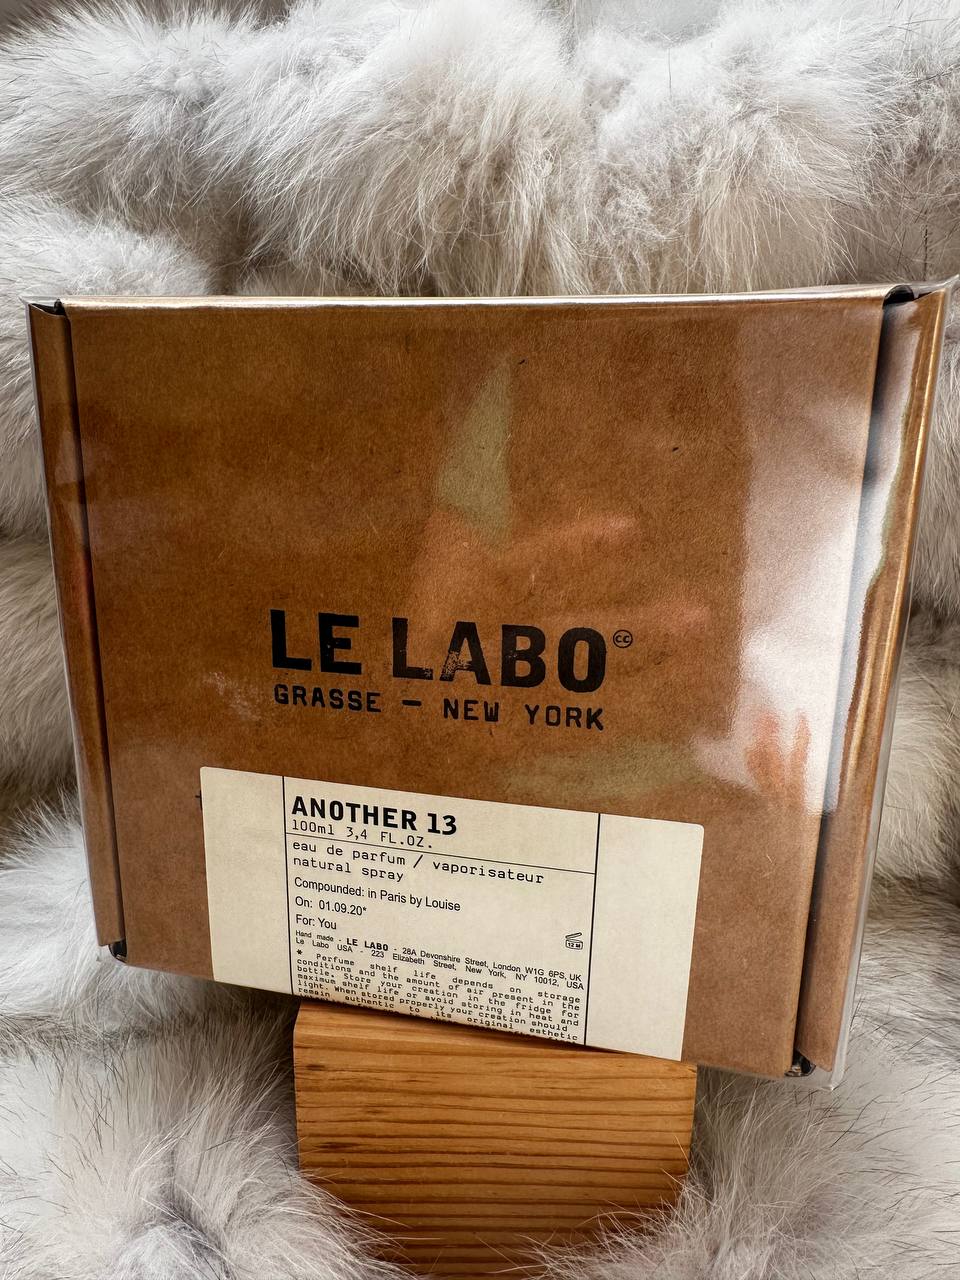 LE LABO
GRASSE — NEW YORK
ANOTHER 13
100ml 3,4 FL.OZ.
eau de parfum / vaporisateur
natural spray
Compounded: in Paris by Louise
On: 01.09.20*
For: You
12 M
Hand made - LE LABO - 28A Devonshire Street, London W1G 6PS, UK
Le Labo USA - 223 Elizabeth Street, New York, NY 10012, USA
* Perfume shelf life depends on storage
conditions and the amount of air present in the
bottle. Store your creation in the fridge for
maximum shelf life or avoid storing in heat and
light. When stored properly your creation should
remain authentic to its original esthetic